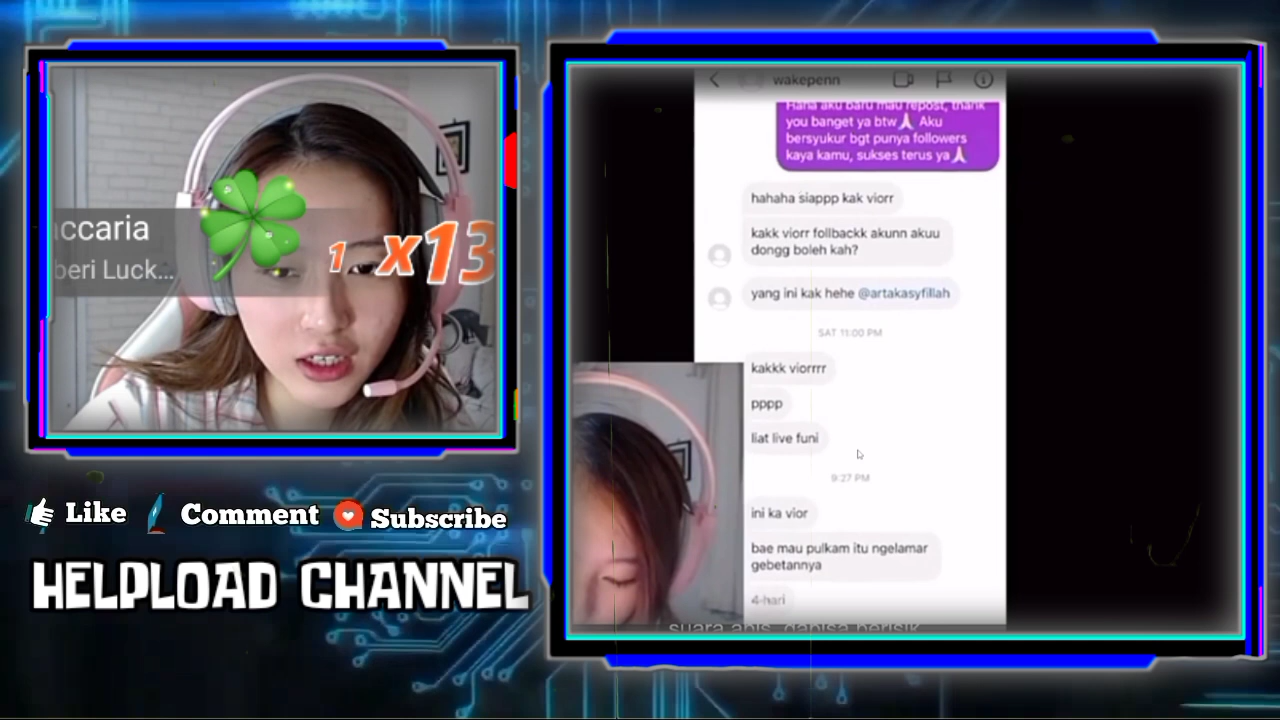 ccaria
beri Luck...
1 x13
wakepenn
Haha aku baru mau repost, thank
you banget ya btw🙏 Aku
bersyukur bgt punya followers
kaya kamu, sukses terus ya🙏
hahaha siappp kak viorr
kakk viorr follbackk akunn akuu
dongg boleh kah?
yang ini kak hehe @artakasyfillah
SAT 11:00 PM
kakkk viorrrr
pppp
liat live funi
9:27 PM
ini ka vior
bae mau pulkam itu ngelamar
gebetannya
4-hari
Like
Comment
Subscribe
HELPLOAD CHANNEL